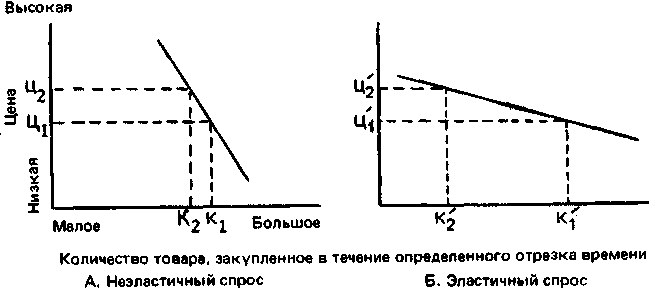 Высокая
Цена
Низкая
Ц2
Ц1
Малое
К2
К1
Большое
Ц2′
Ц1′
К2′
К1′
Количество товара, закупленное в течение определенного отрезка времени
А. Неэластичный спрос
Б. Эластичный спрос